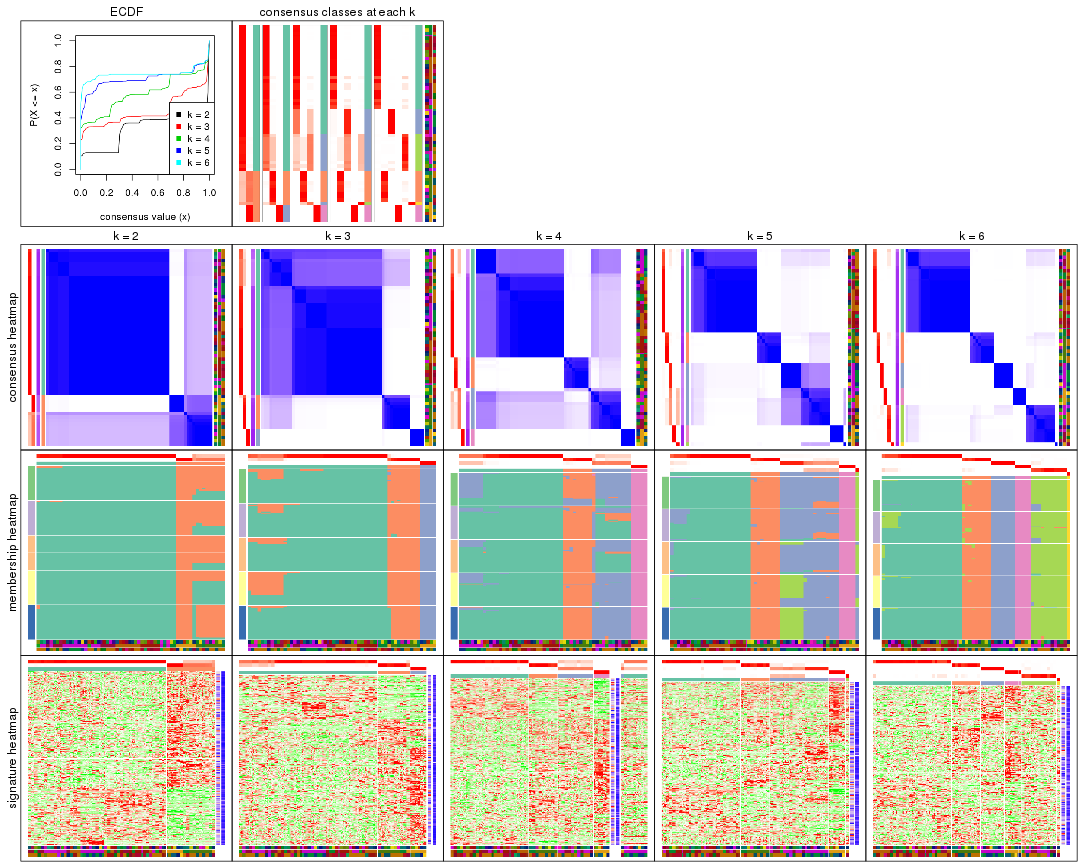 ECDF
consensus classes at each k
P(X <= x)
0.0 0.2 0.4 0.6 0.8 1.0
k = 2
k = 3
k = 4
k = 5
k = 6
0.0 0.2 0.4 0.6 0.8 1.0
consensus value (x)
k = 2
k = 3
k = 4
k = 5
k = 6
consensus heatmap
membership heatmap
signature heatmap